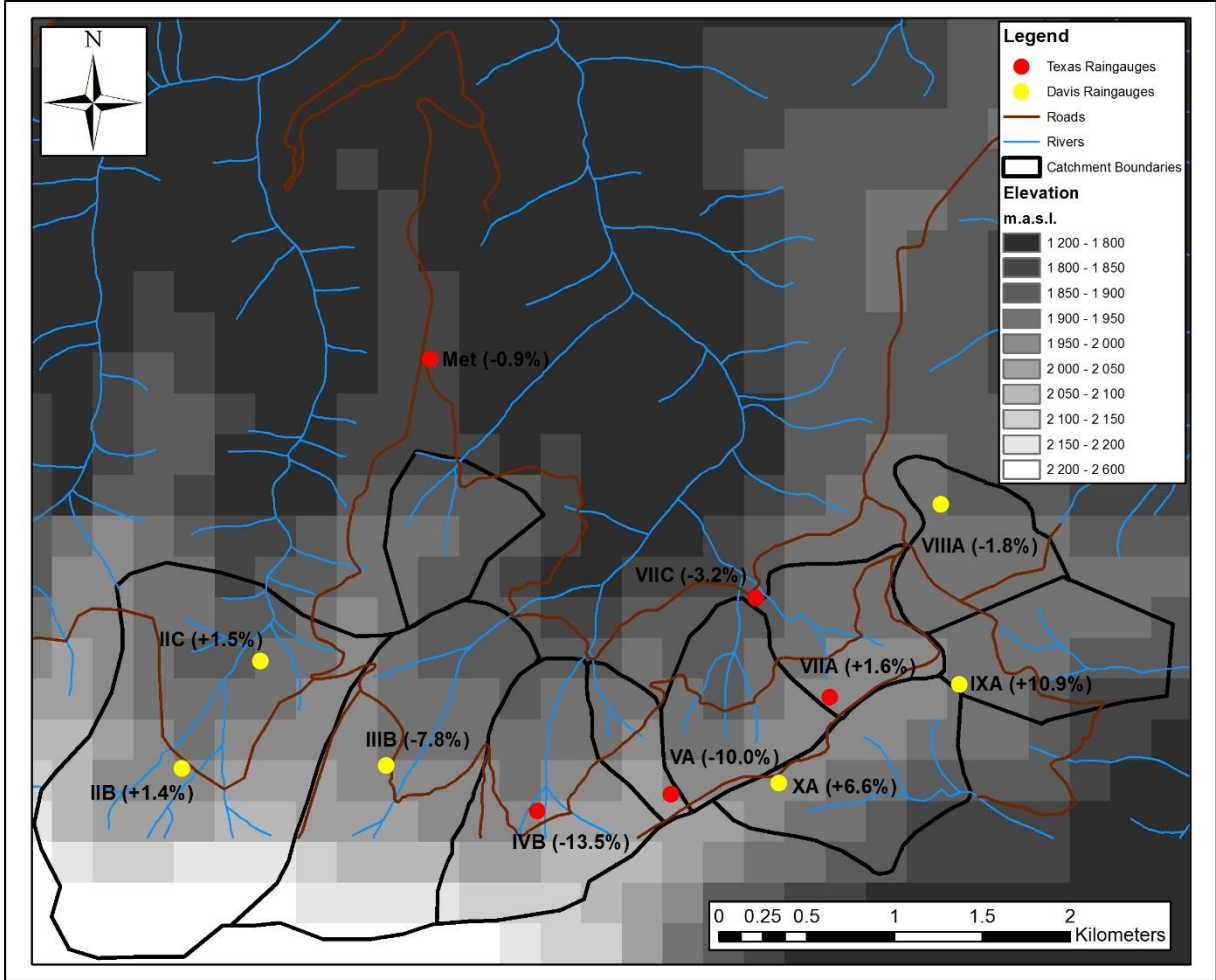 N
Legend
Texas Raingauges
Davis Raingauges
Roads
Rivers
Catchment Boundaries
Elevation
m.a.s.l.
1 200 - 1 800
1 800 - 1 850
1 850 - 1 900
1 900 - 1 950
1 950 - 2 000
2 000 - 2 050
2 050 - 2 100
2 100 - 2 150
2 150 - 2 200
2 200 - 2 600
Met (-0.9%)
VIIIA (-1.8%)
VIIC (-3.2%)
IIC (+1.5%)
VIIA (+1.6%)
IXA (+10.9%)
IIIB (-7.8%)
VA (-10.0%)
IIB (+1.4%)
XA (+6.6%)
IVB (-13.5%)
0 0.25 0.5 1 1.5 2
Kilometers